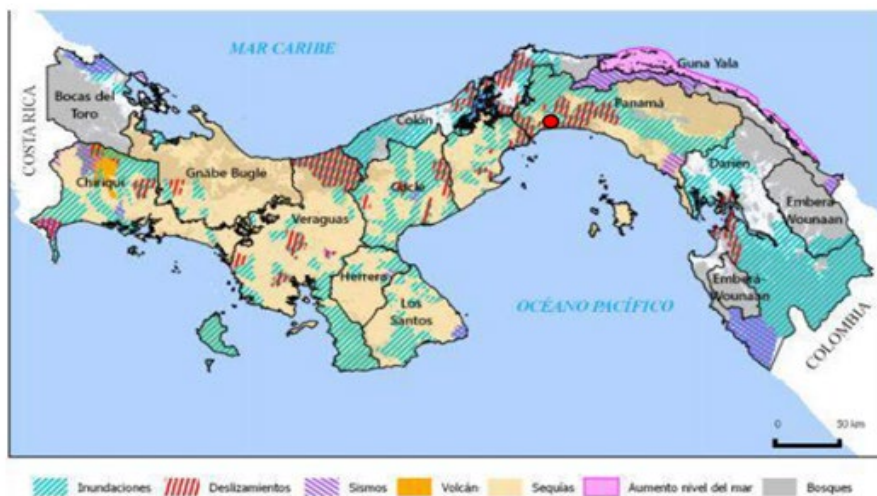 MAR CARIBE
Guna Yala
COSTA RICA
Bocas del
Toro
Colón
Panamá
Chiriquí
Gnäbe Bugle
Coclé
Darién
Veraguas
Emberá
Wounaan
Herrera
Emberá
Wounaan
Los
Santos
OCÉANO PACÍFICO
COLOMBIA
0 50 km
Inundaciones Deslizamientos Sismos Volcán Sequías Aumento nivel del mar Bosques